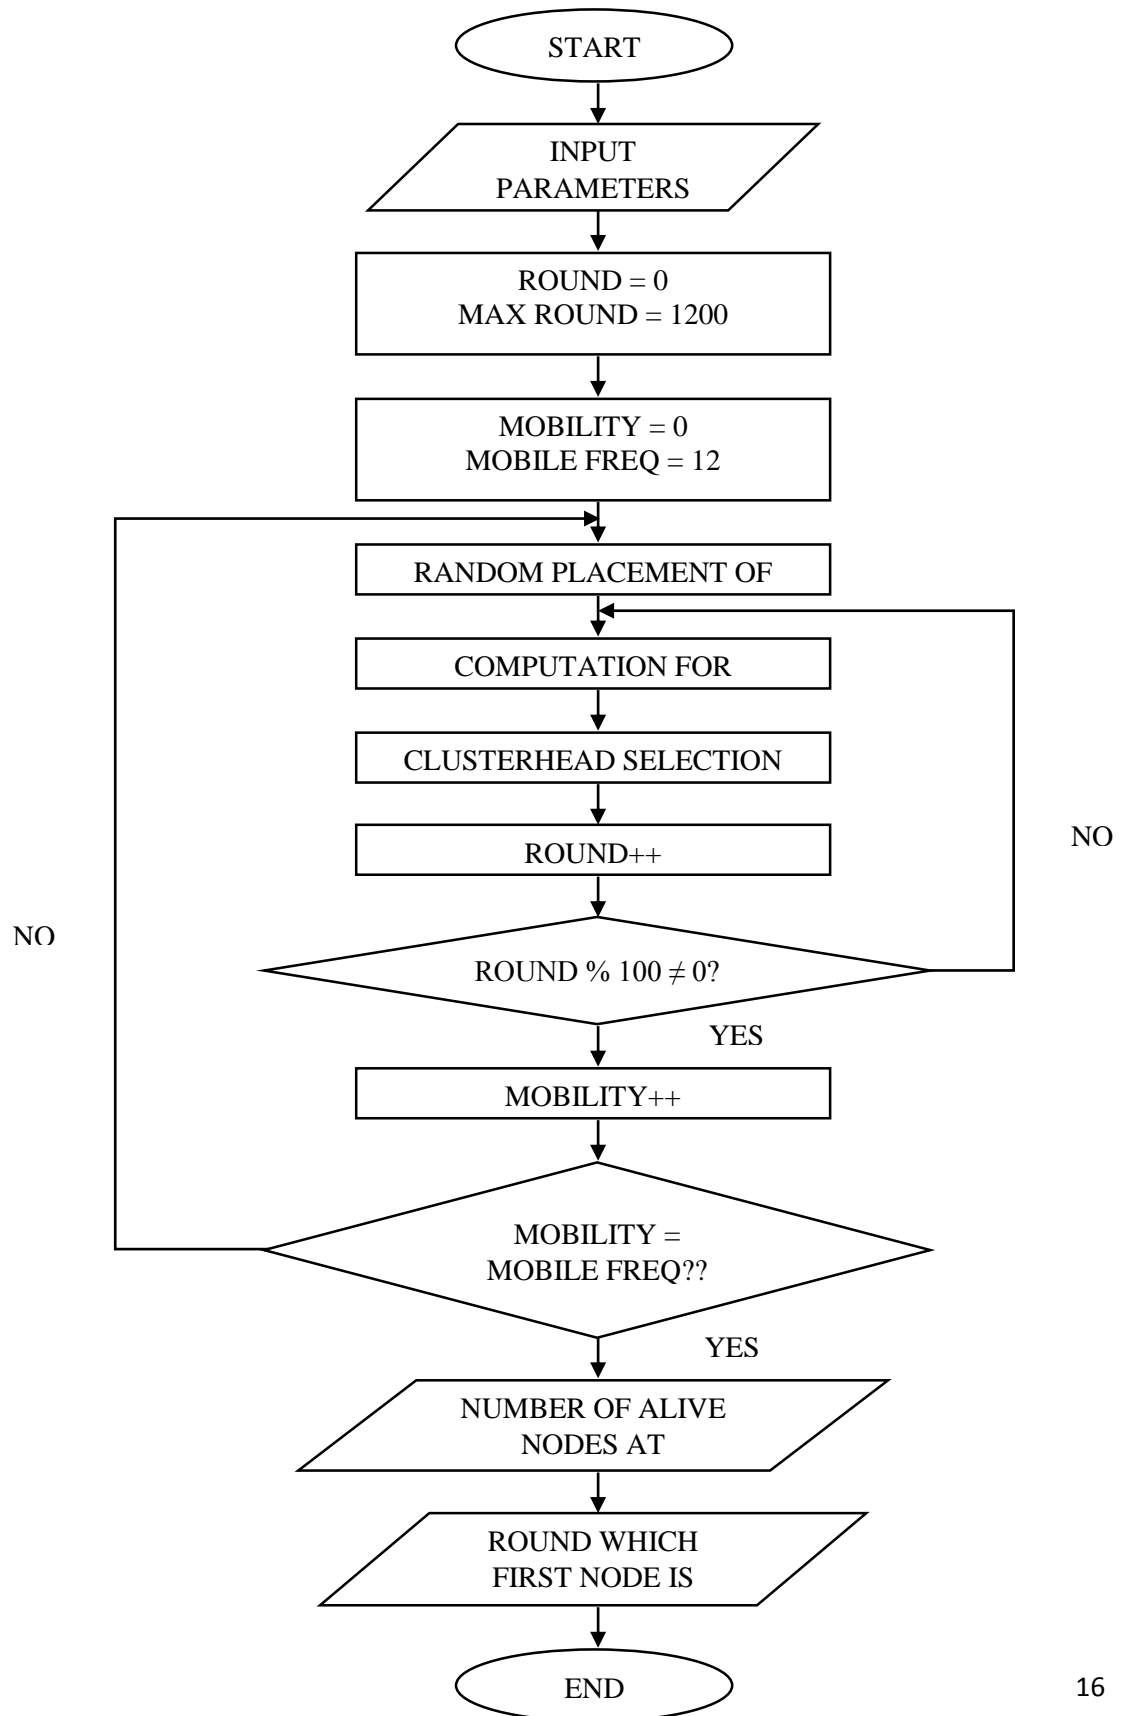 START
INPUT
PARAMETERS
ROUND = 0
MAX ROUND = 1200
MOBILITY = 0
MOBILE FREQ = 12
RANDOM PLACEMENT OF
COMPUTATION FOR
CLUSTERHEAD SELECTION
ROUND++
NO
NO
ROUND % 100 ≠ 0?
YES
MOBILITY++
MOBILITY =
MOBILE FREQ??
YES
NUMBER OF ALIVE
NODES AT
ROUND WHICH
FIRST NODE IS
END
16